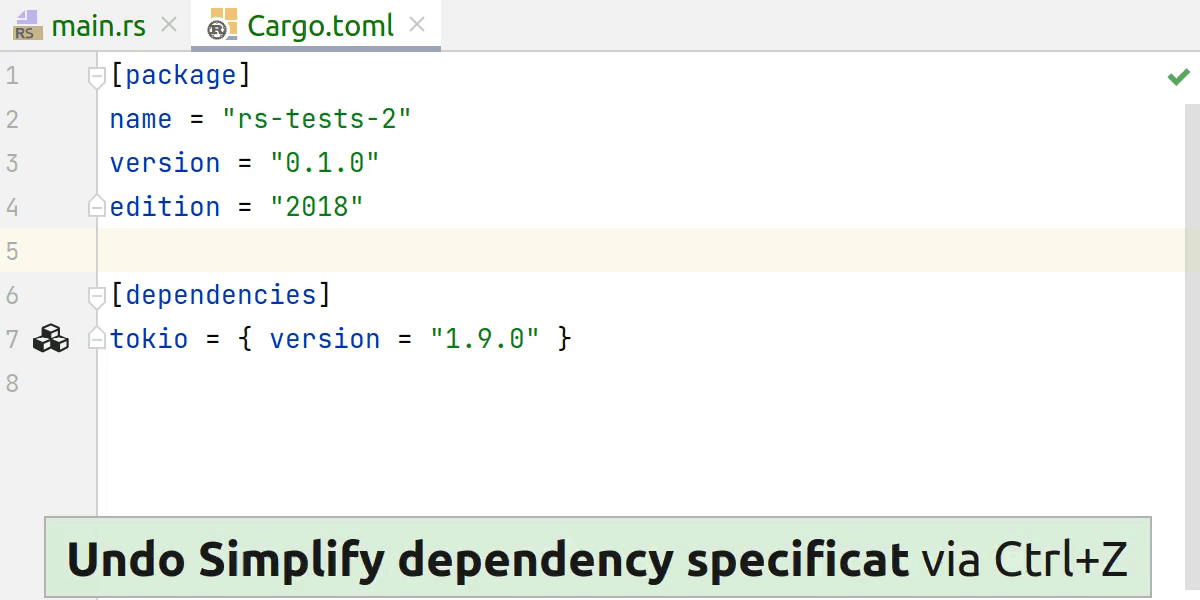 main.rs Cargo.toml
1 [package]
2 name = "rs-tests-2"
3 version = "0.1.0"
4 edition = "2018"
5
6 [dependencies]
7 tokio = { version = "1.9.0" }
8
Undo Simplify dependency specificat via Ctrl+Z